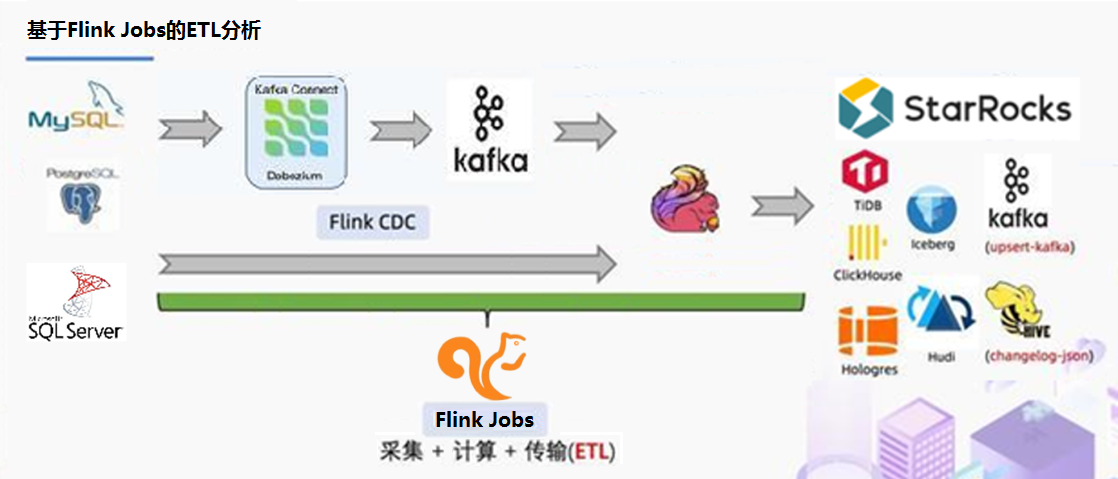 基于Flink Jobs的ETL分析
MySQL
Kafka Connect
Debezium
kafka
StarRocks
PostgreSQL
TiDB
Iceberg
kafka
(upsert-kafka)
Flink CDC
ClickHouse
Microsoft
SQL Server
Hologres
Hudi
HIVE
(changelog-json)
Flink Jobs
采集 + 计算 + 传输(ETL)